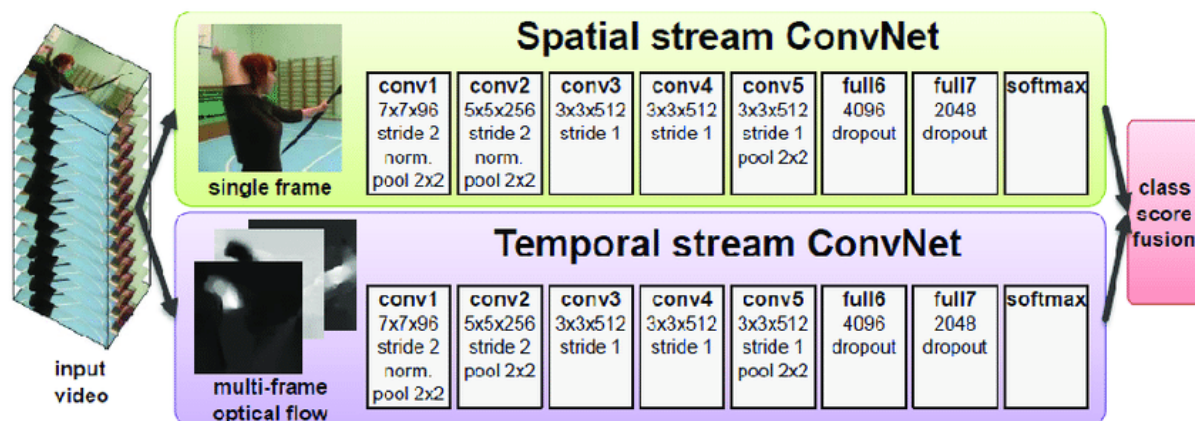 Spatial stream ConvNet
conv1
7x7x96
stride 2
norm.
pool 2x2
conv2
5x5x256
stride 2
norm.
pool 2x2
conv3
3x3x512
stride 1
conv4
3x3x512
stride 1
conv5
3x3x512
stride 1
pool 2x2
full6
4096
dropout
full7
2048
dropout
softmax
single frame
Temporal stream ConvNet
conv1
7x7x96
stride 2
norm.
pool 2x2
conv2
5x5x256
stride 2
pool 2x2
conv3
3x3x512
stride 1
conv4
3x3x512
stride 1
conv5
3x3x512
stride 1
pool 2x2
full6
4096
dropout
full7
2048
dropout
softmax
multi-frame
optical flow
input
video
class
score
fusion